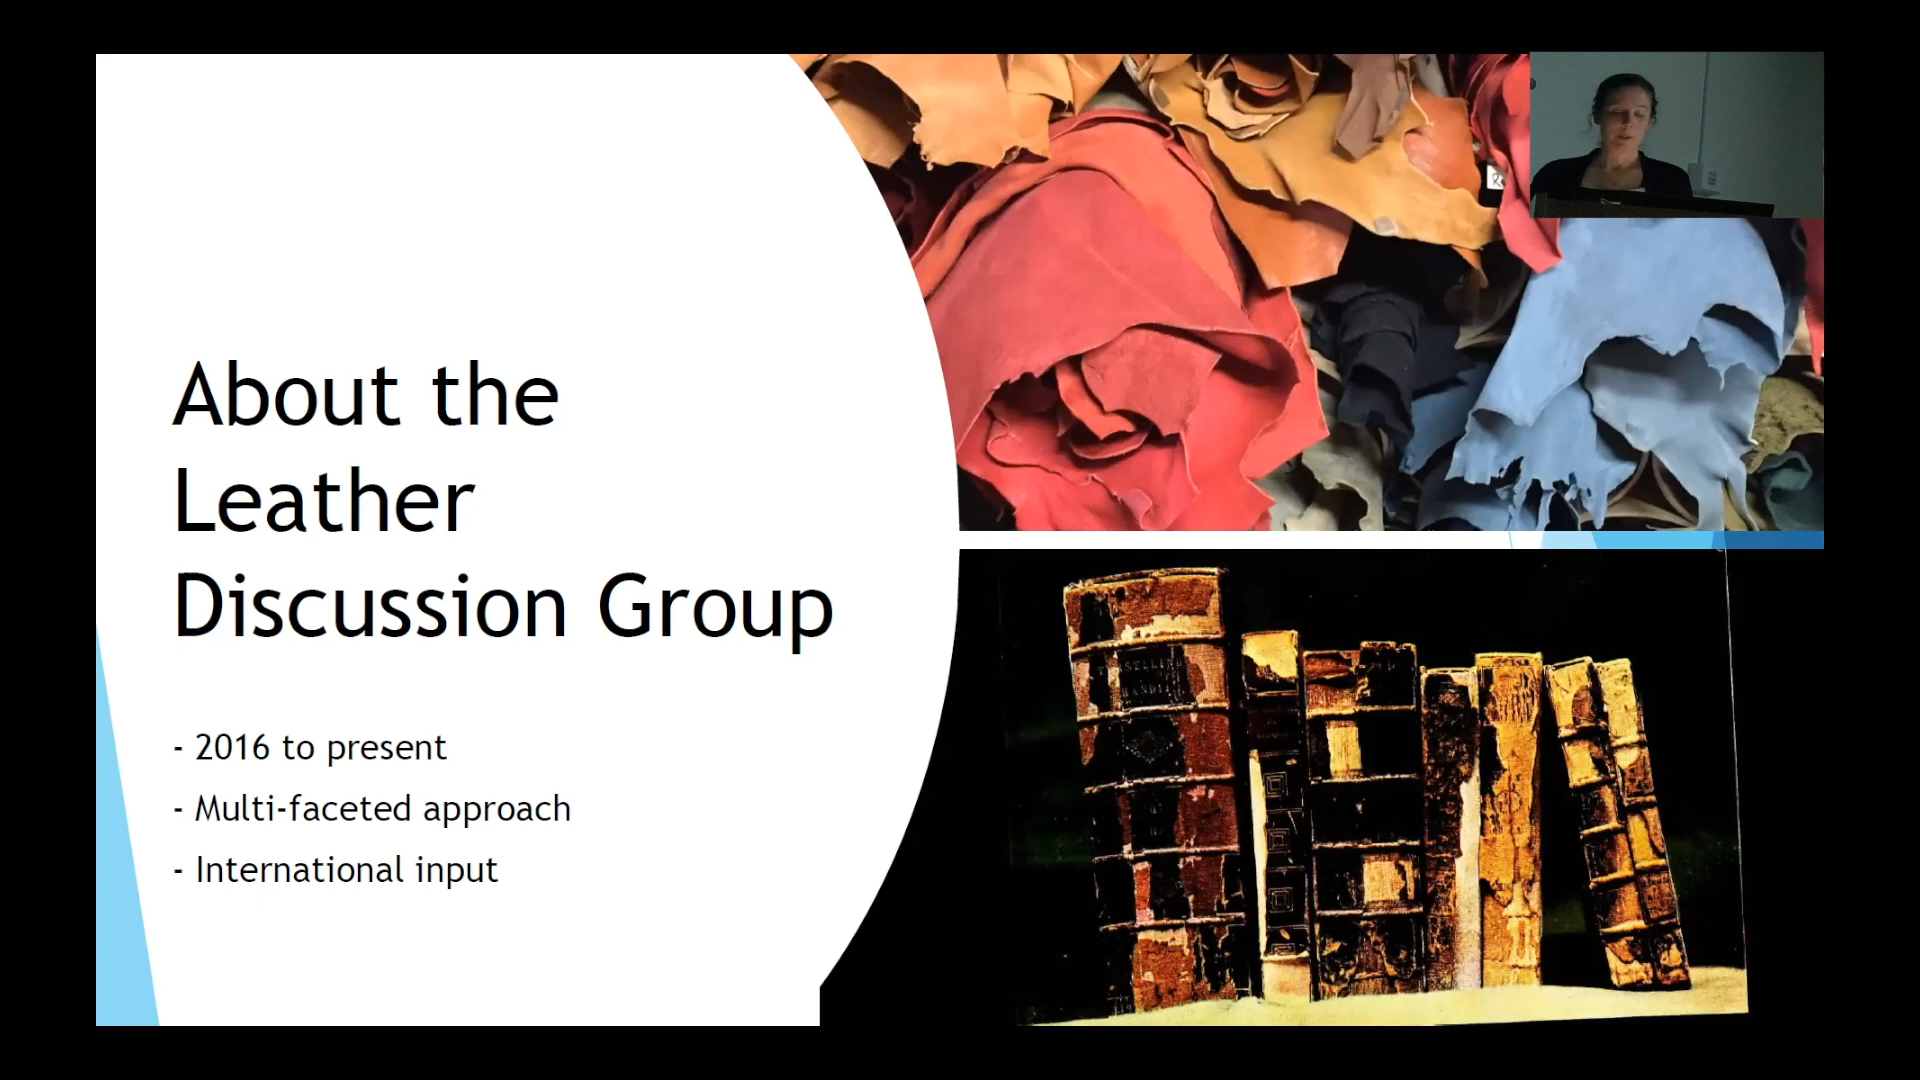 About the
Leather
Discussion Group
- 2016 to present
- Multi-faceted approach
- International input